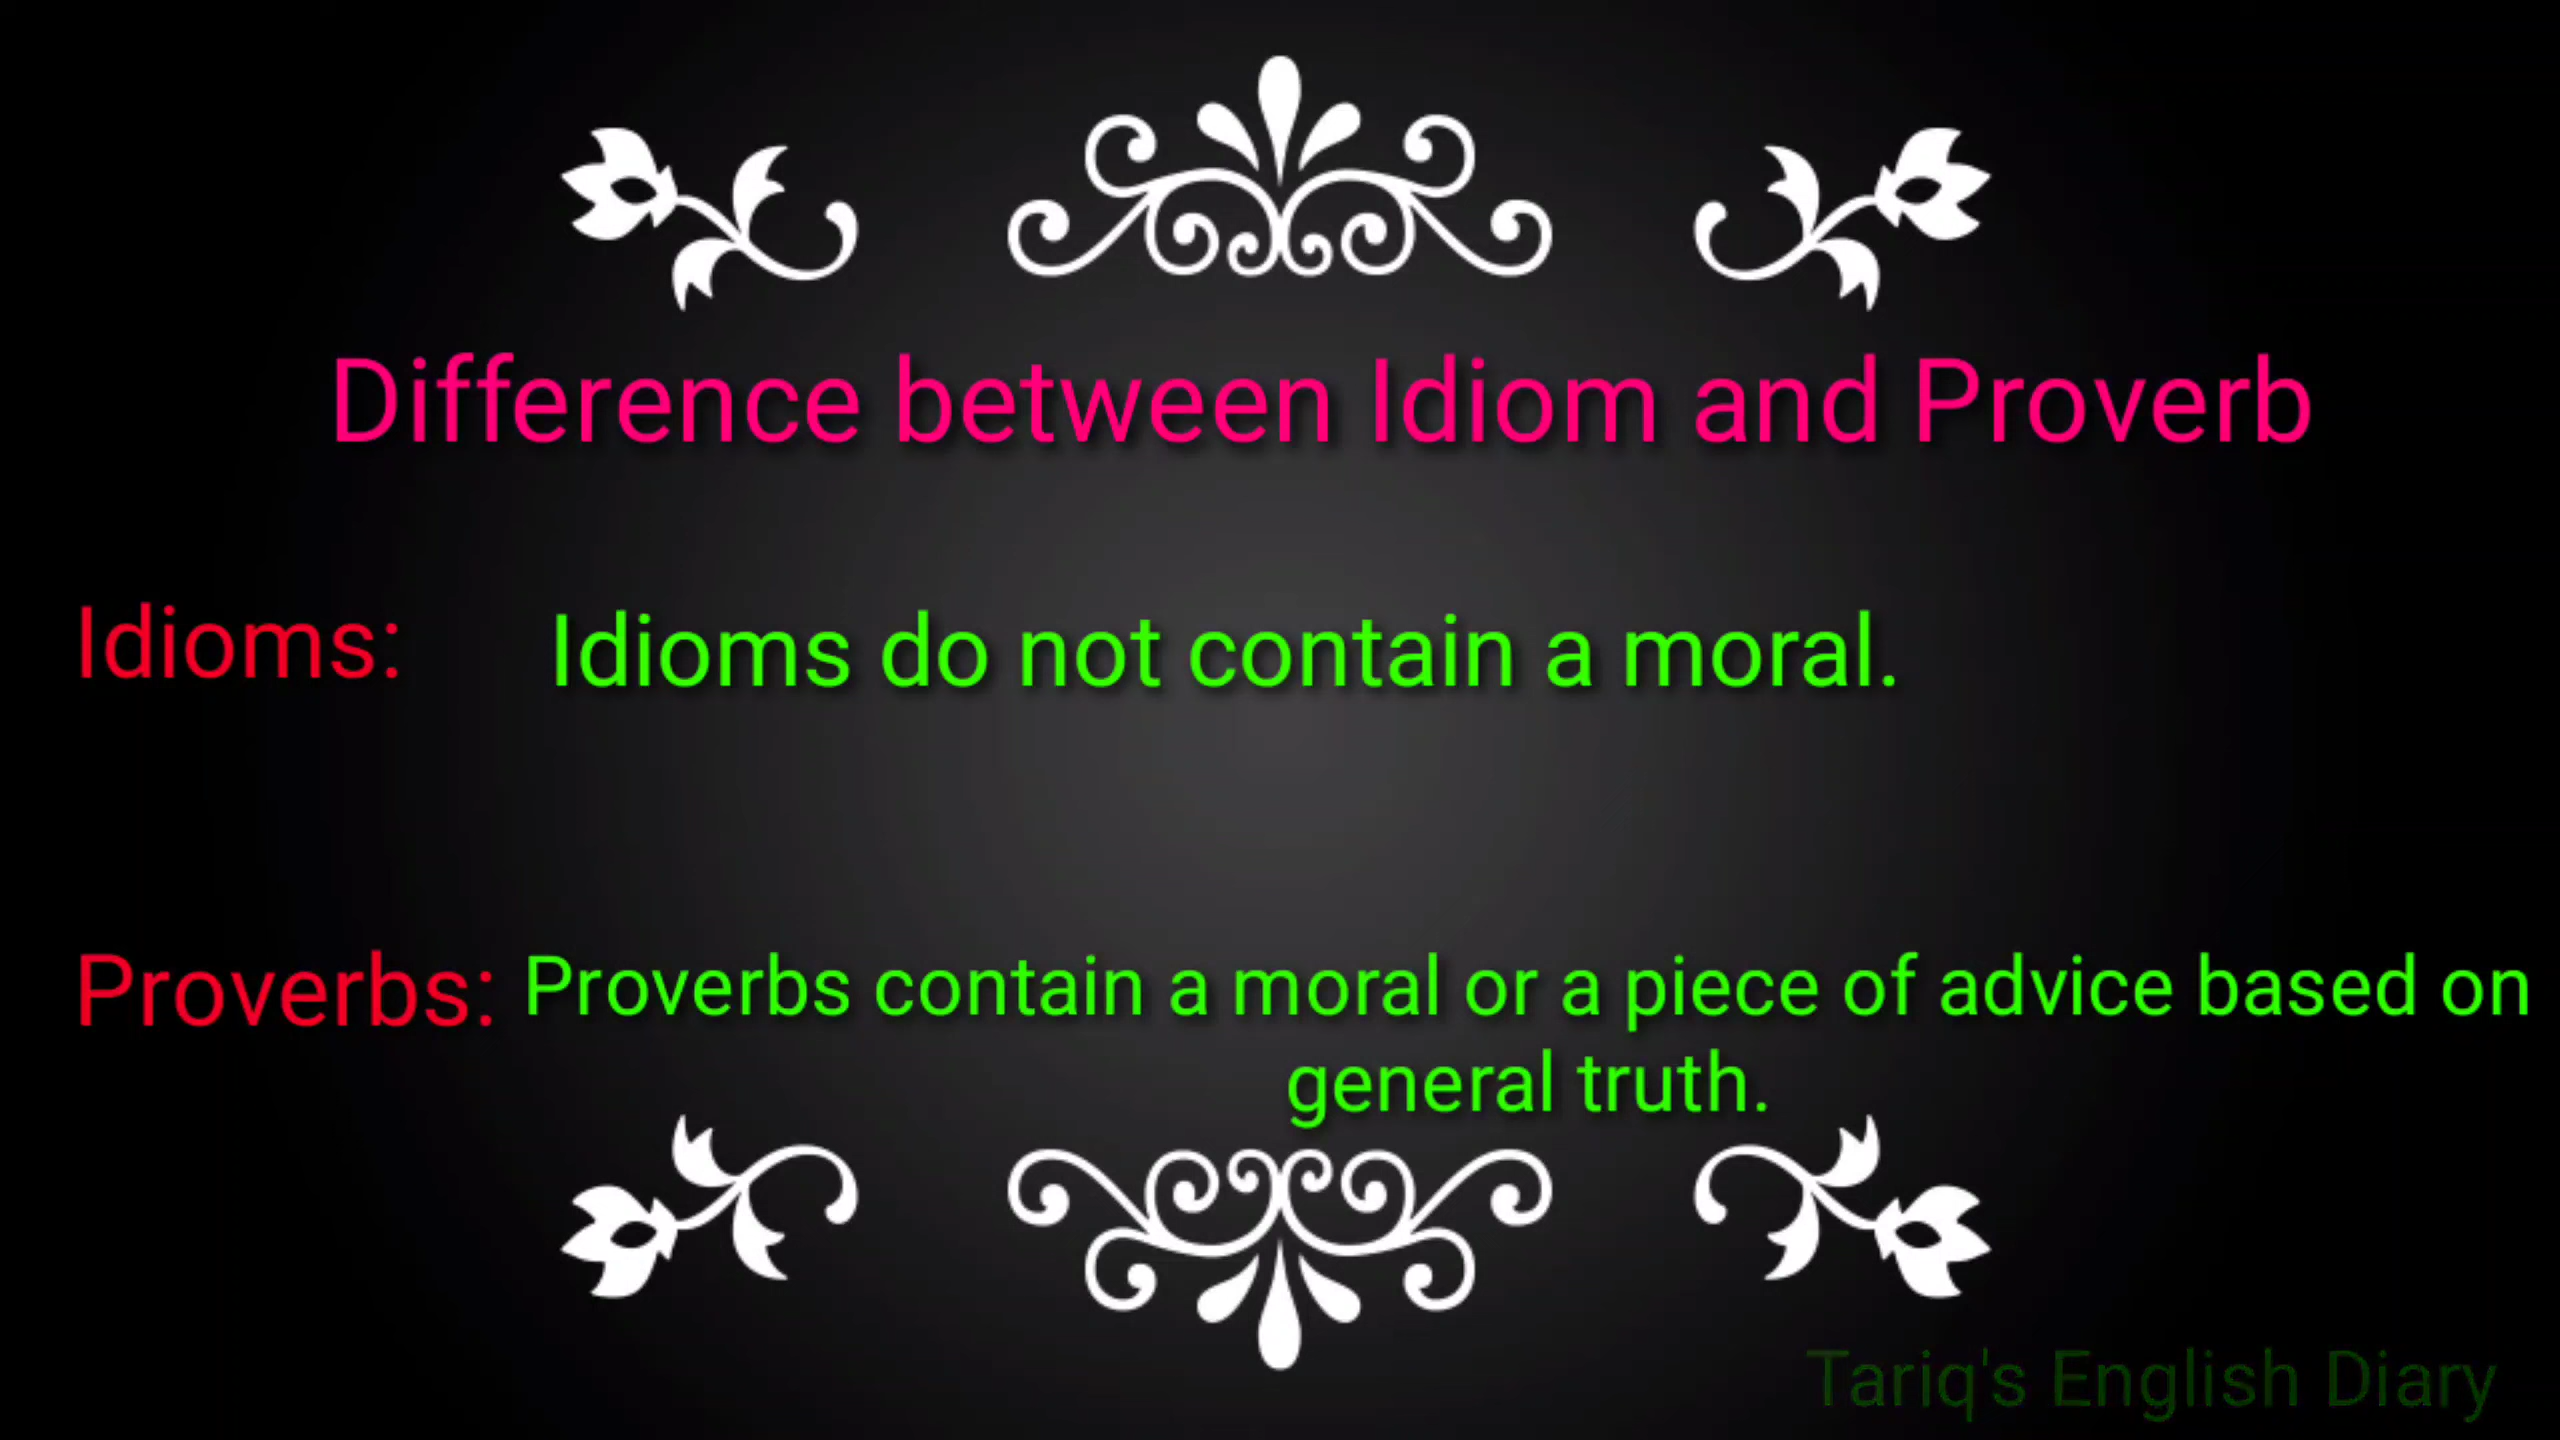 Difference between Idiom and Proverb
Idioms: Idioms do not contain a moral.
Proverbs: Proverbs contain a moral or a piece of advice based on
general truth.
Tariq's English Diary